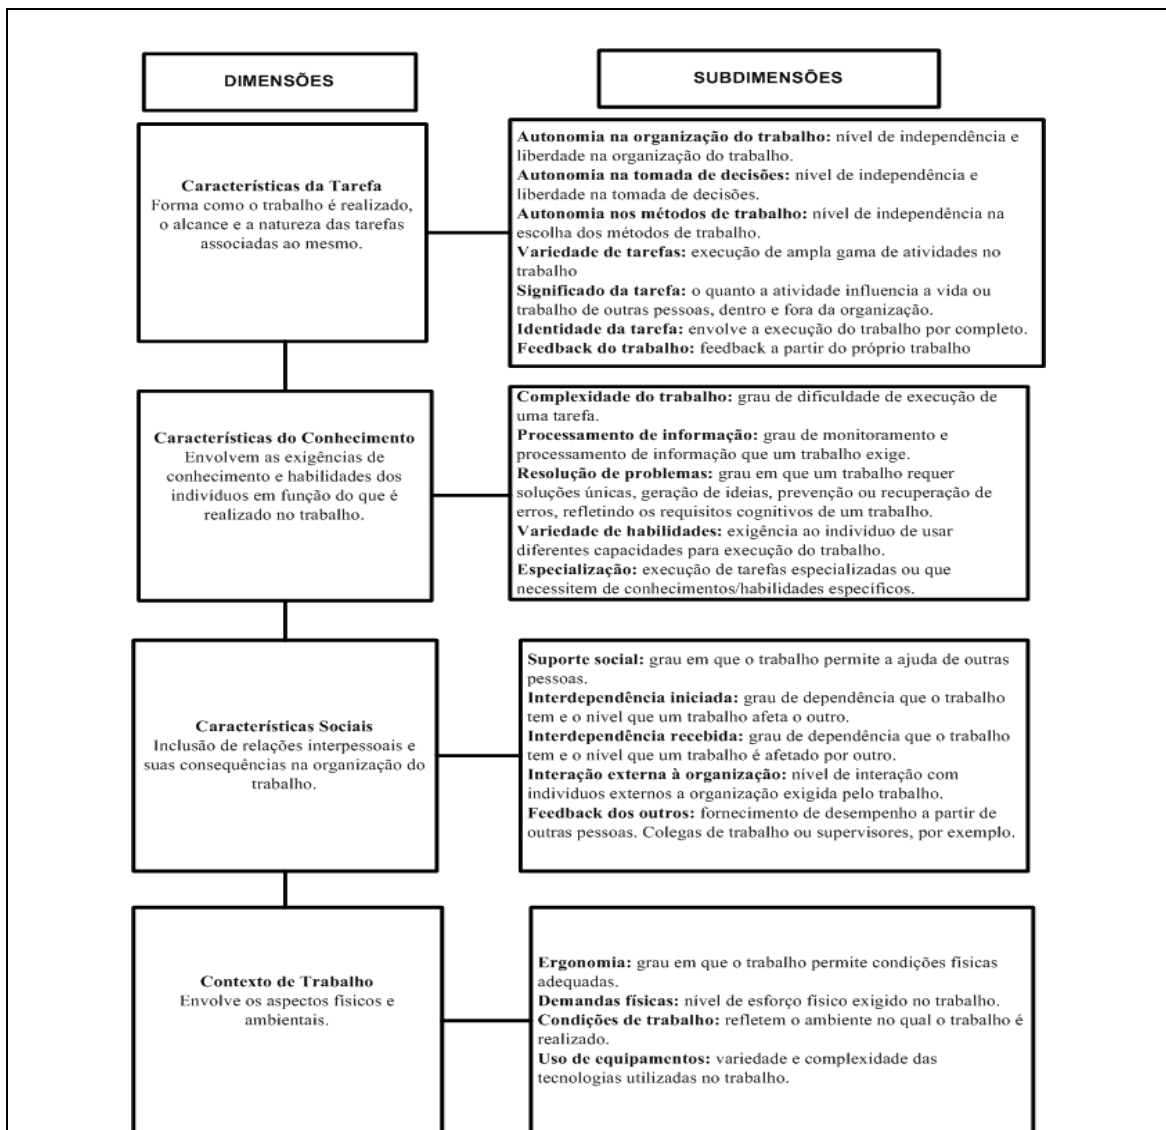 DIMENSÕES
SUBDIMENSÕES
Características da Tarefa
Forma como o trabalho é realizado,
o alcance e a natureza das tarefas
associadas ao mesmo.
Autonomia na organização do trabalho: nível de independência e
liberdade na organização do trabalho.
Autonomia na tomada de decisões: nível de independência e
liberdade na tomada de decisões.
Autonomia nos métodos de trabalho: nível de independência na
escolha dos métodos de trabalho.
Variedade de tarefas: execução de ampla gama de atividades no
trabalho
Significado da tarefa: o quanto a atividade influencia a vida ou
trabalho de outras pessoas, dentro e fora da organização.
Identidade da tarefa: envolve a execução do trabalho por completo.
Feedback do trabalho: feedback a partir do próprio trabalho
Características do Conhecimento
Envolvem as exigências de
conhecimento e habilidades dos
indivíduos em função do que é
realizado no trabalho.
Complexidade do trabalho: grau de dificuldade de execução de
uma tarefa.
Processamento de informação: grau de monitoramento e
processamento de informação que um trabalho exige.
Resolução de problemas: grau em que um trabalho requer
soluções únicas, geração de ideias, prevenção ou recuperação de
erros, refletindo os requisitos cognitivos de um trabalho.
Variedade de habilidades: exigência ao indivíduo de usar
diferentes capacidades para execução do trabalho.
Especialização: execução de tarefas especializadas ou que
necessitem de conhecimentos/habilidades específicos.
Características Sociais
Inclusão de relações interpessoais e
suas consequências na organização do
trabalho.
Suporte social: grau em que o trabalho permite a ajuda de outras
pessoas.
Interdependência iniciada: grau de dependência que o trabalho
tem e o nível que um trabalho afeta o outro.
Interdependência recebida: grau de dependência que o trabalho
tem e o nível que um trabalho é afetado por outro.
Interação externa à organização: nível de interação com
indivíduos externos a organização exigida pelo trabalho.
Feedback dos outros: fornecimento de desempenho a partir de
outras pessoas. Colegas de trabalho ou supervisores, por exemplo.
Contexto de Trabalho
Envolve os aspectos físicos e
ambientais.
Ergonomia: grau em que o trabalho permite condições físicas
adequadas.
Demandas físicas: nível de esforço físico exigido no trabalho.
Condições de trabalho: refletem o ambiente no qual o trabalho é
realizado.
Uso de equipamentos: variedade e complexidade das
tecnologias utilizadas no trabalho.